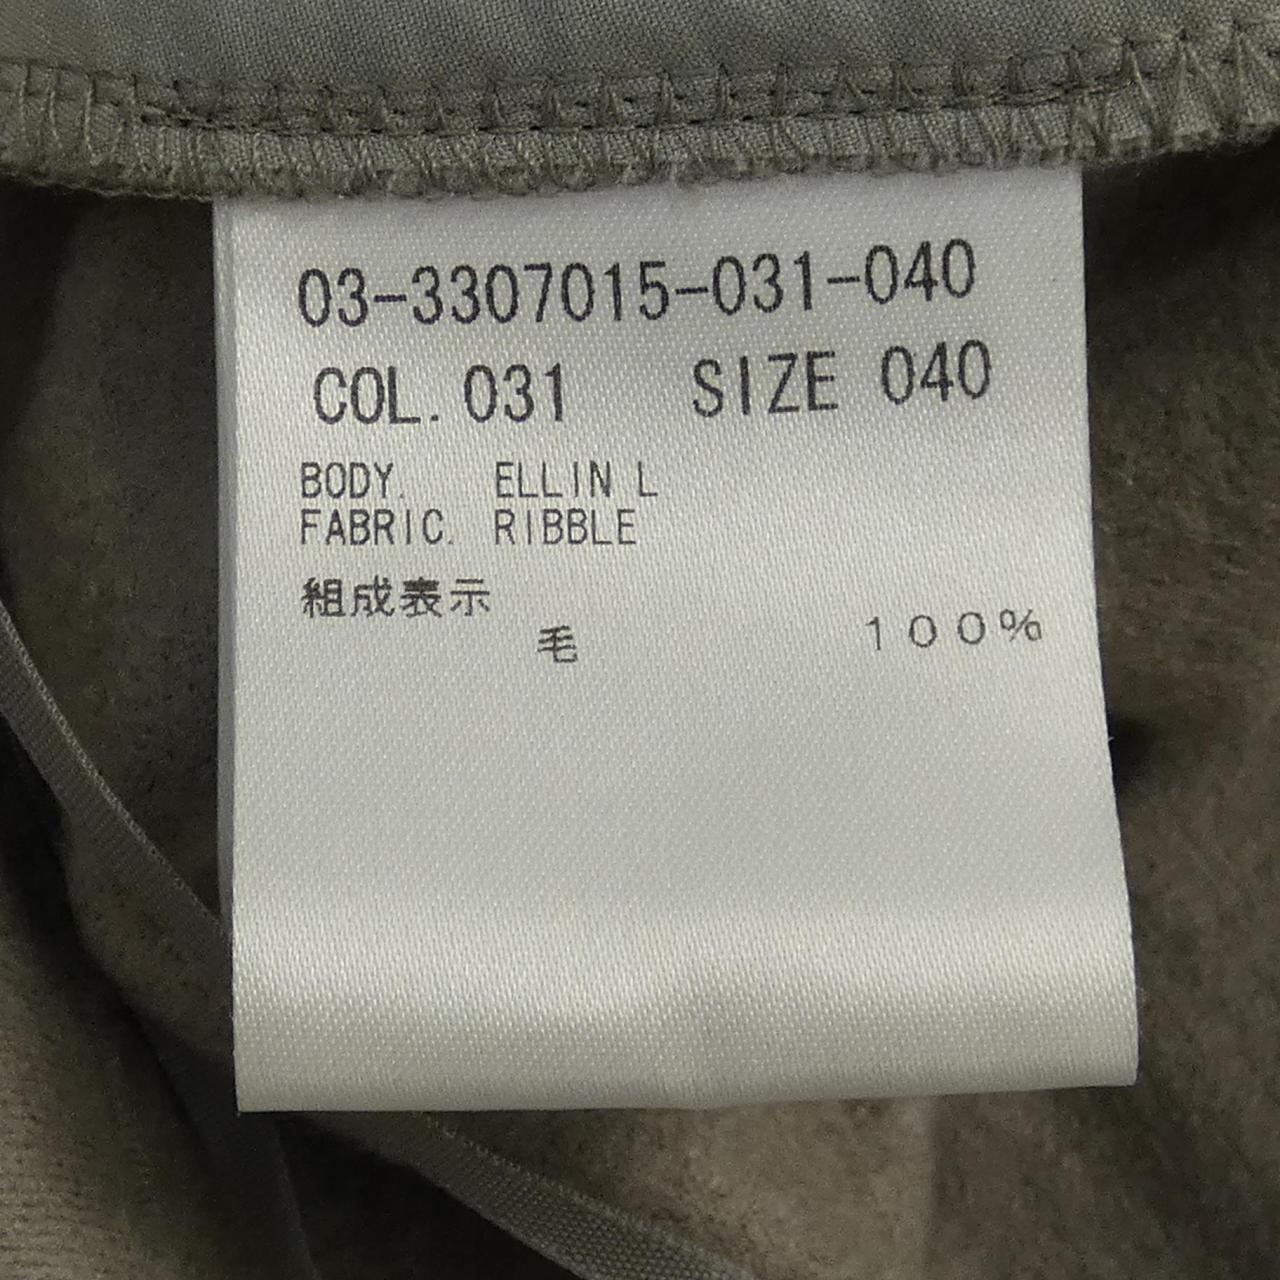 03-3307015-031-040
COL. 031 SIZE 040
BODY. ELLIN L
FABRIC. RIBBLE
組成表示
毛 100%